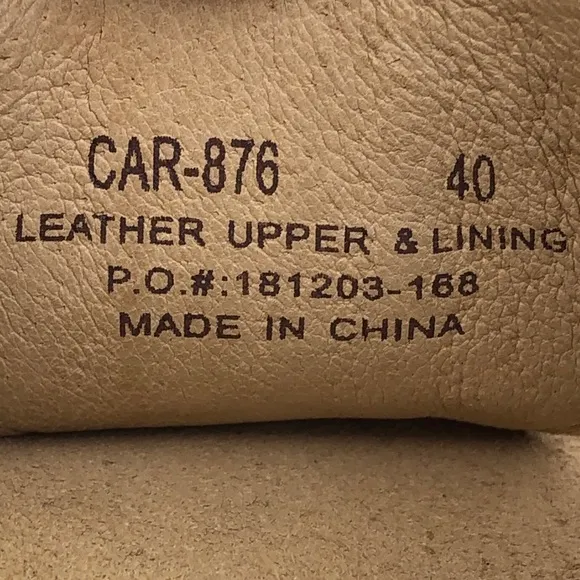 CAR-876 40
LEATHER UPPER & LINING
P.O.#:181203-168
MADE IN CHINA